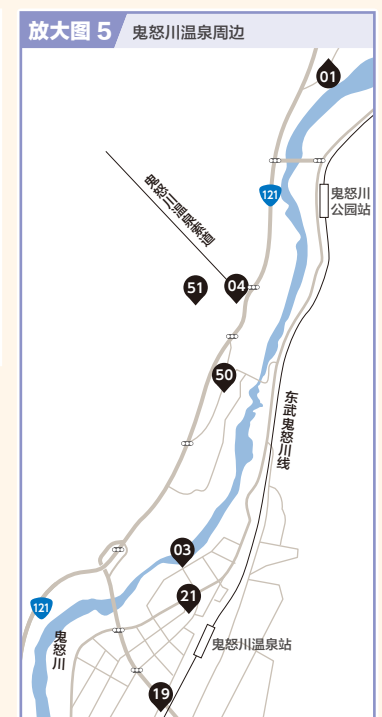 放大图 5 鬼怒川温泉周边
01
121
鬼怒川
公园站
鬼怒川温泉索道
51
04
50
东武鬼怒川线
03
21
121
鬼怒川
鬼怒川温泉站
19